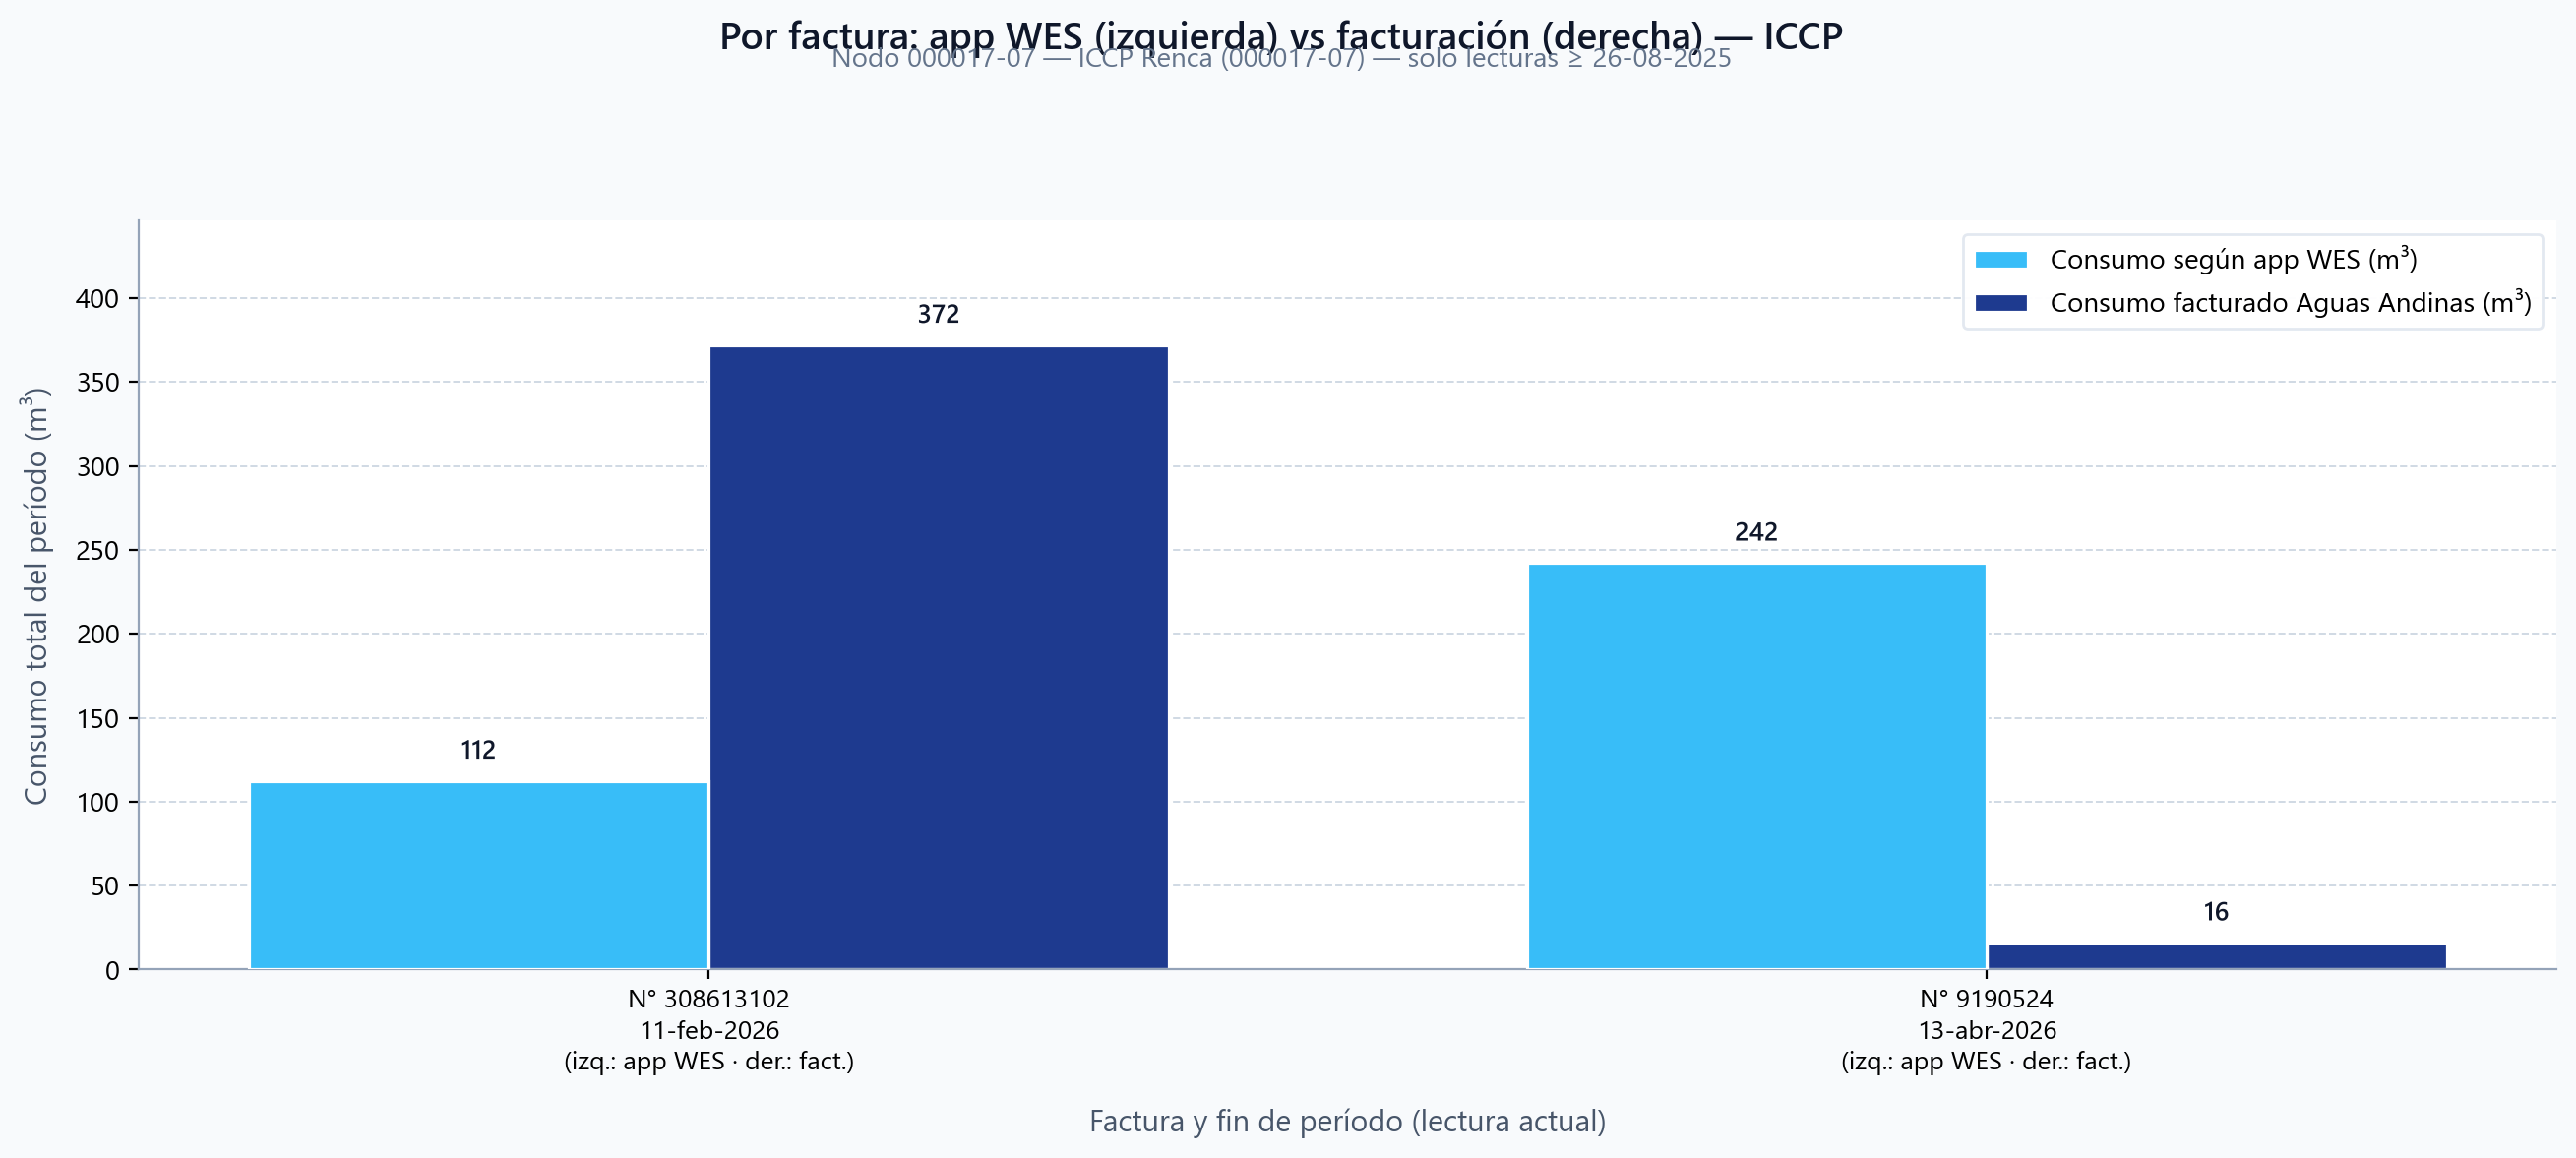 Por factura: app WES (izquierda) vs facturación (derecha) — ICCP
Nodo 000017-07 — ICCP Renca (000017-07) — solo lecturas ≥ 26-08-2025
Consumo según app WES (m³)
Consumo facturado Aguas Andinas (m³)
Consumo total del período (m³)
400
350
300
250
200
150
100
50
0
112
372
242
16
N° 308613102
11-feb-2026
(izq.: app WES · der.: fact.)
N° 9190524
13-abr-2026
(izq.: app WES · der.: fact.)
Factura y fin de período (lectura actual)